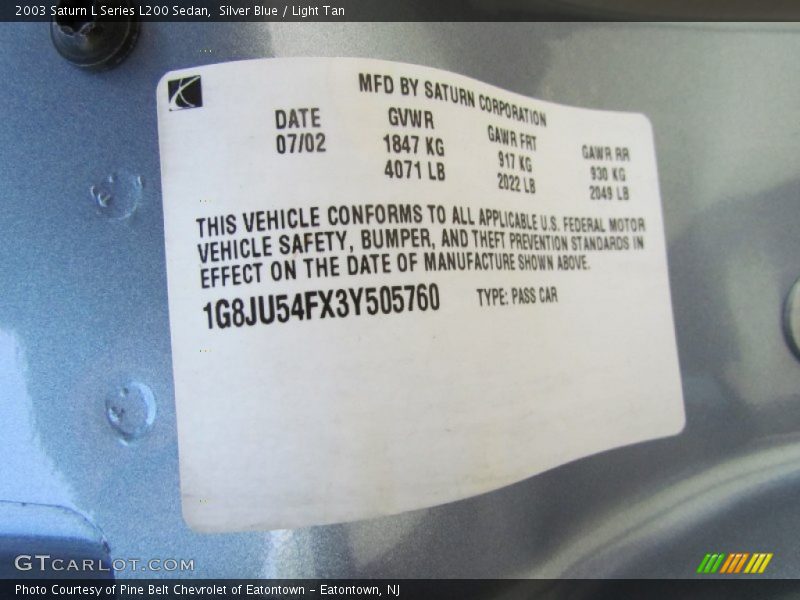 2003 Saturn L Series L200 Sedan,  Silver Blue / Light Tan
MFD BY SATURN CORPORATION
DATE GVWR GAWR FRT GAWR RR
07/02 1847 KG 917 KG 930 KG
4071 LB 2022 LB 2049 LB
THIS VEHICLE CONFORMS TO ALL APPLICABLE U.S. FEDERAL MOTOR
VEHICLE SAFETY, BUMPER, AND THEFT PREVENTION STANDARDS IN
EFFECT ON THE DATE OF MANUFACTURE SHOWN ABOVE.
1G8JU54FX3Y505760 TYPE: PASS CAR
GTCARLOT.COM
Photo Courtesy of Pine Belt Chevrolet of Eatontown - Eatontown, NJ